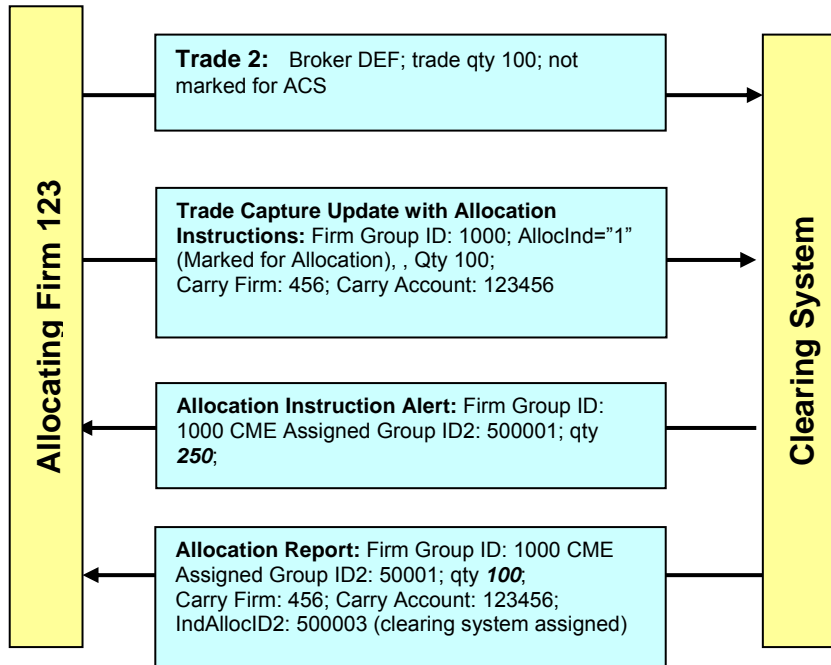 Allocating Firm 123
Trade 2: Broker DEF; trade qty 100; not
marked for ACS
Trade Capture Update with Allocation
Instructions: Firm Group ID: 1000; AllocInd=”1”
(Marked for Allocation), , Qty 100;
Carry Firm: 456; Carry Account: 123456
Allocation Instruction Alert: Firm Group ID:
1000 CME Assigned Group ID2: 500001; qty
250;
Allocation Report: Firm Group ID: 1000 CME
Assigned Group ID2: 50001; qty 100;
Carry Firm: 456; Carry Account: 123456;
IndAllocID2: 500003 (clearing system assigned)
Clearing System